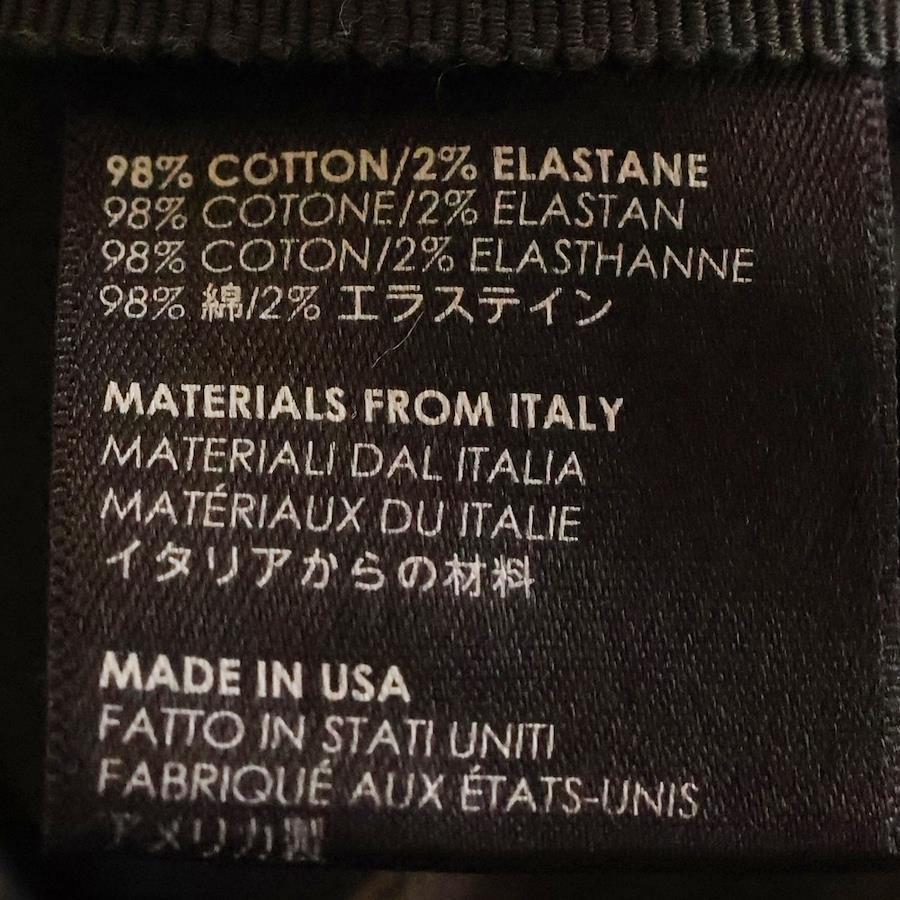 98% COTTON/2% ELASTANE
98% COTONE/2% ELASTAN
98% COTON/2% ELASTHANNE
98% 綿/2% エラステイン
MATERIALS FROM ITALY
MATERIALI DAL ITALIA
MATÉRIAUX DU ITALIE
イタリアからの材料
MADE IN USA
FATTO IN STATI UNITI
FABRIQUÉ AUX ÉTATS-UNIS
アメリカ製